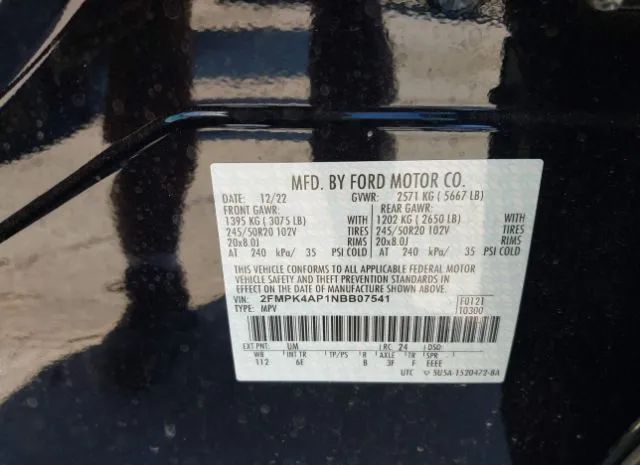 MFD. BY FORD MOTOR CO.
DATE: 12/22 GVWR: 2571 KG ( 5667 LB)
FRONT GAWR: REAR GAWR:
1395 KG ( 3075 LB) WITH 1202 KG ( 2650 LB) WITH
245/50R20 102V TIRES 245/50R20 102V TIRES
20x8.0J RIMS 20x8.0J RIMS
AT 240 kPa/ 35 PSI COLD AT 240 kPa/ 35 PSI COLD
THIS VEHICLE CONFORMS TO ALL APPLICABLE FEDERAL MOTOR
VEHICLE SAFETY AND THEFT PREVENTION STANDARDS IN
EFFECT ON THE DATE OF MANUFACTURE SHOWN ABOVE.
VIN: 2FMPK4AP1NBB07541 F0121
TYPE: MPV T0300
EXT PNT: UM RC: 24 DSO:
WB INT TR TP/PS R AXLE TR SPR
112 6E B 3F F EEEE
UTC 5U5A-1520472-BA